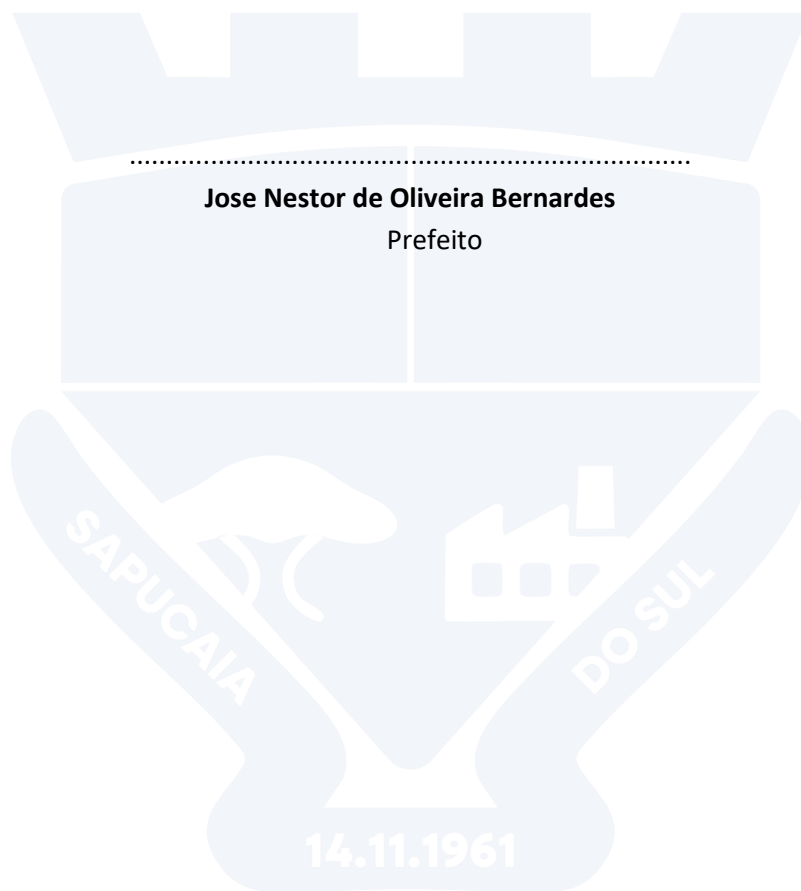 ................................................................................
Jose Nestor de Oliveira Bernardes
Prefeito
SAPUCAIA
DO SUL
14.11.1961